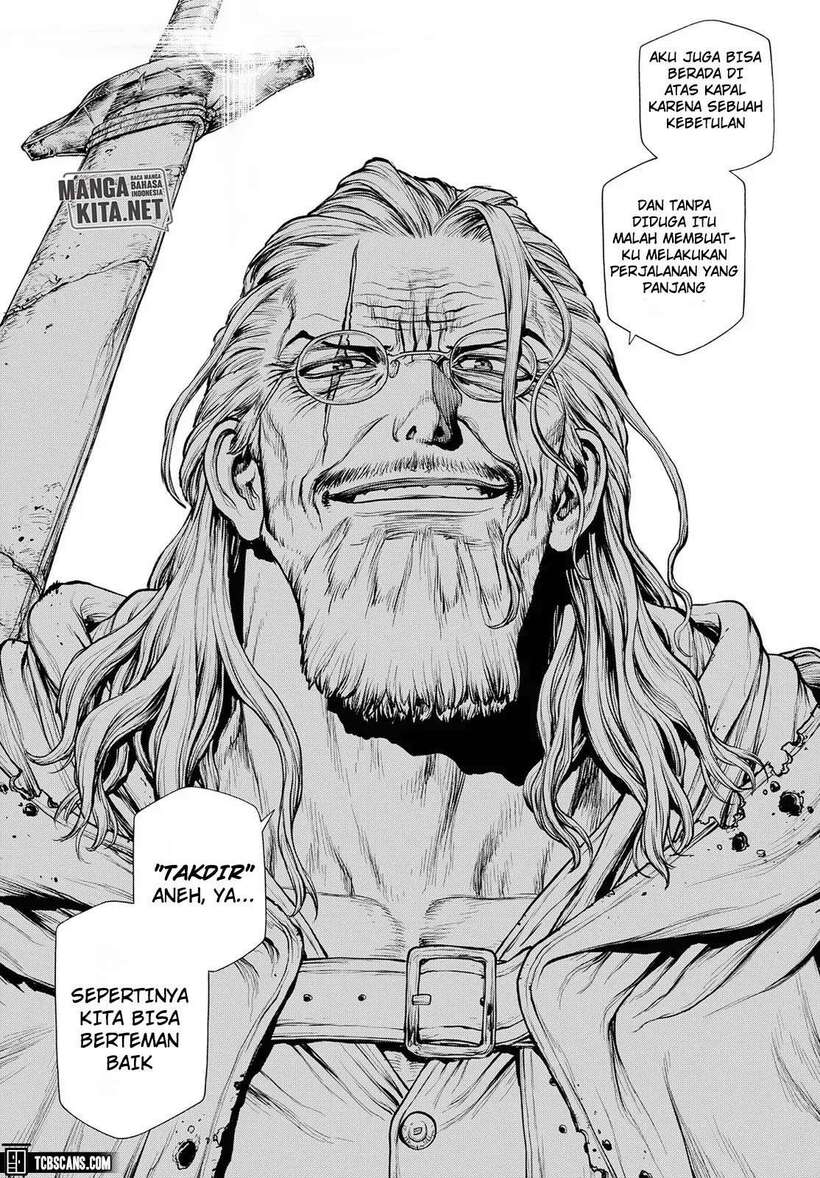 AKU JUGA BISA
BERADA DI
ATAS KAPAL
KARENA SEBUAH
KEBETULAN
DAN TANPA
DIDUGA ITU
MALAH MEMBUAT-
KU MELAKUKAN
PERJALANAN YANG
PANJANG
MANGA BACA MANGA
BAHASA
INDONESIA
KITA.NET
"TAKDIR"
ANEH, YA...
SEPERTINYA
KITA BISA
BERTEMAN
BAIK
TCBSCANS.COM